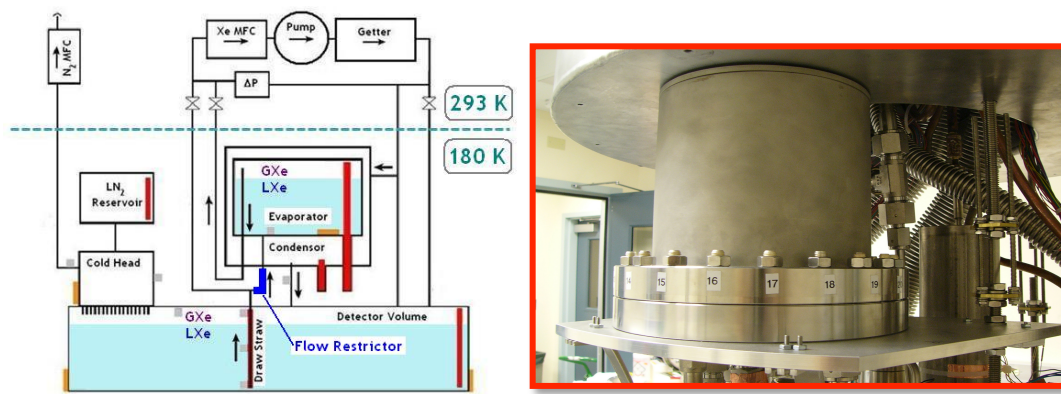 Xe MFC
Pump
Getter
N₂ MFC
ΔP
293 K
180 K
GXe
LXe
LN₂
Reservoir
Evaporator
Condensor
Cold Head
GXe
LXe
Detector Volume
Draw Straw
Flow Restrictor
14
15
16
17
18
19